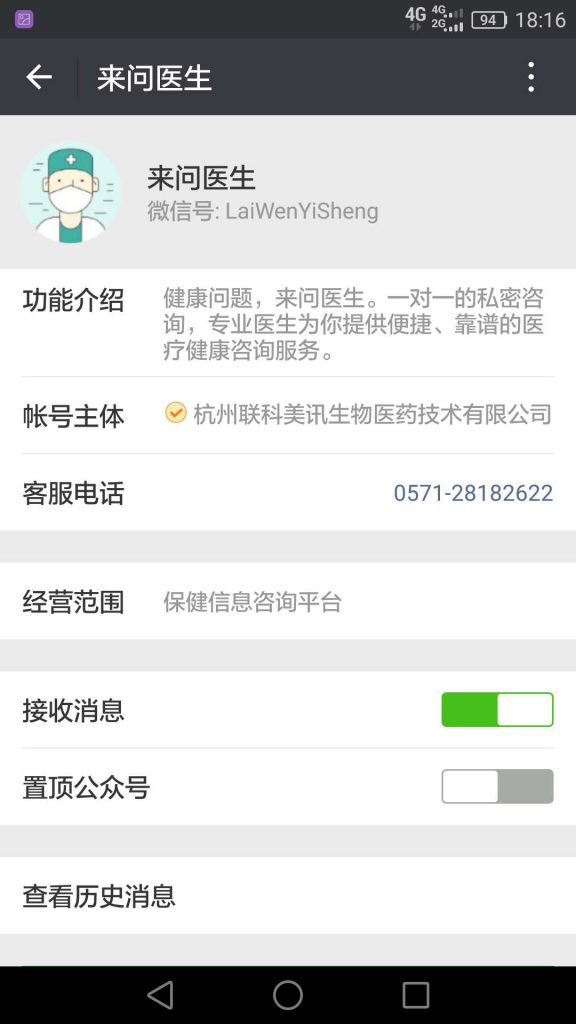 4G 4G 2G 94 18:16
来问医生
来问医生
微信号: LaiWenYiSheng
功能介绍
健康问题，来问医生。一对一的私密咨
询，专业医生为你提供便捷、靠谱的医
疗健康咨询服务。
帐号主体
杭州联科美讯生物医药技术有限公司
客服电话
0571-28182622
经营范围
保健信息咨询平台
接收消息
置顶公众号
查看历史消息